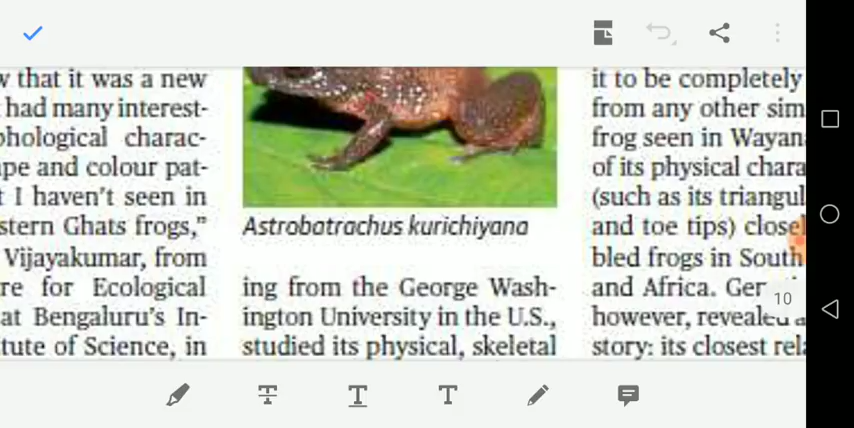 w that it was a new
had many interest-
phological charac-
pe and colour pat-
I haven't seen in
stern Ghats frogs,"
Vijayakumar, from
re for Ecological
at Bengaluru's In-
tute of Science, in
Astrobatrachus kurichiyana
ing from the George Wash-
ington University in the U.S.,
studied its physical, skeletal
it to be completely
from any other sim
frog seen in Wayan
of its physical chara
(such as its triangul
and toe tips) closel
bled frogs in South
and Africa. Ger
however, revealed a
story: its closest rela
10
T
T
T